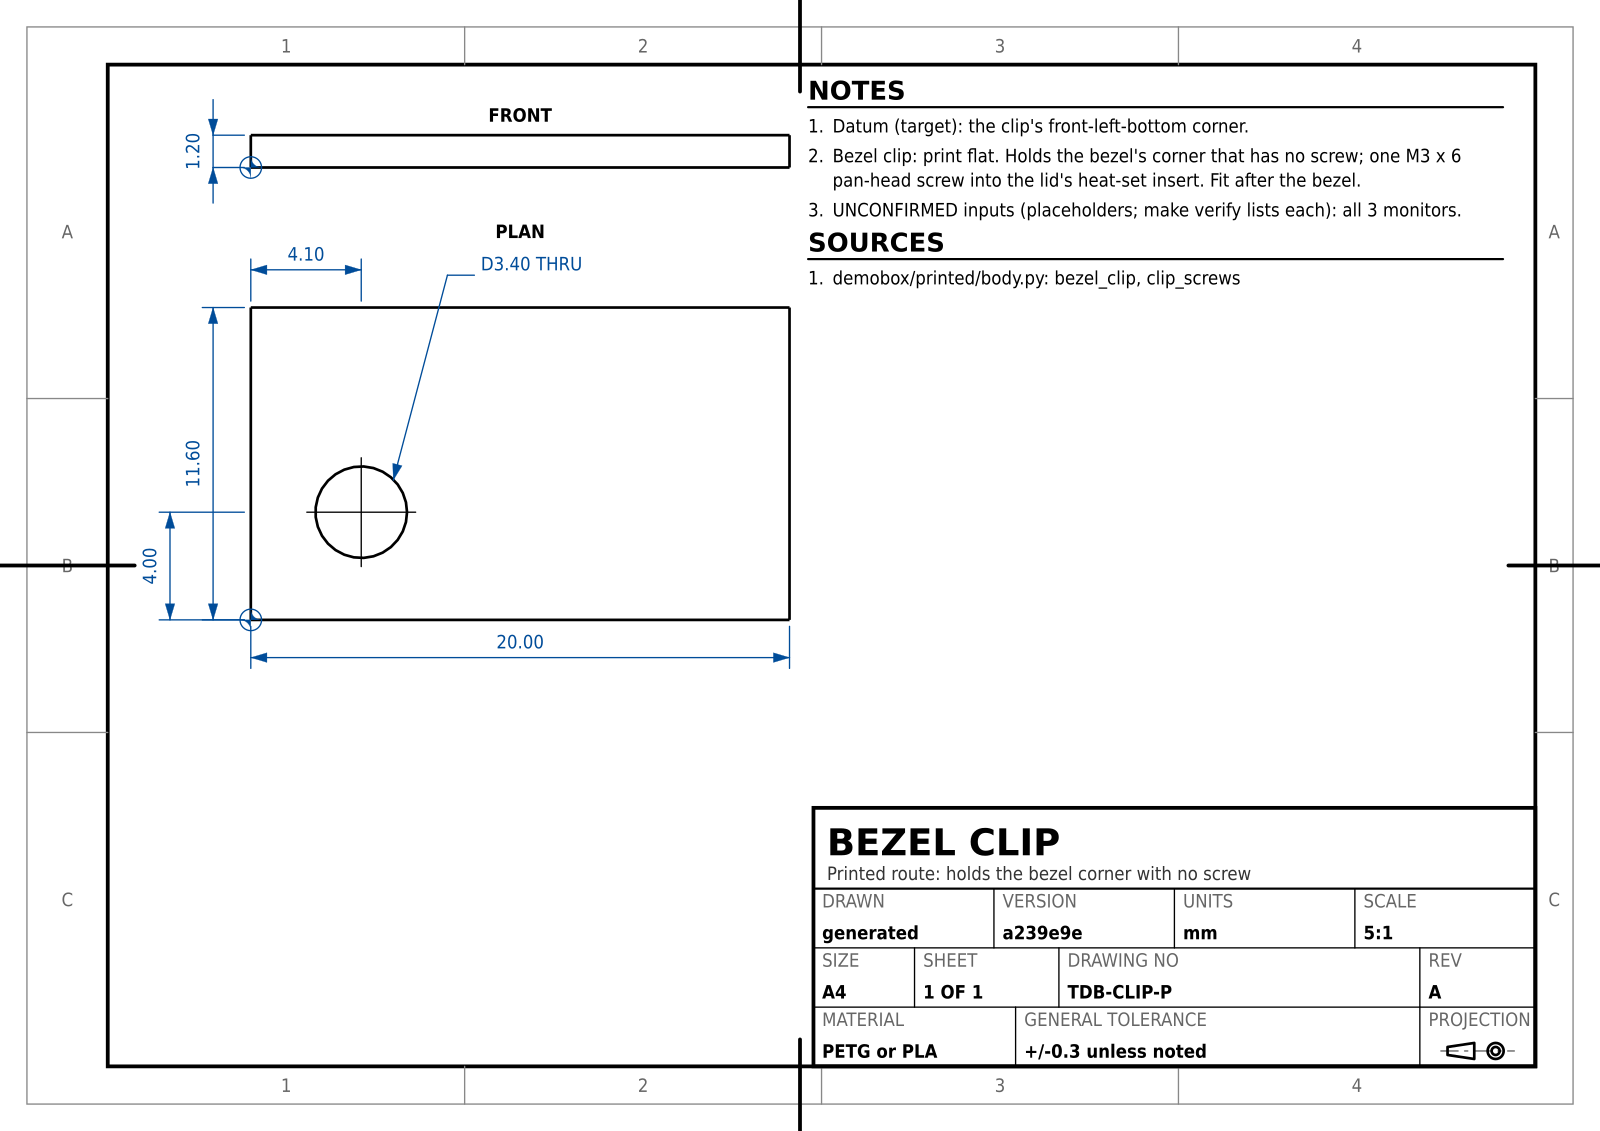 1 2 3 4
NOTES
1. Datum (target): the clip's front-left-bottom corner.
2. Bezel clip: print flat. Holds the bezel's corner that has no screw; one M3 x 6
pan-head screw into the lid's heat-set insert. Fit after the bezel.
3. UNCONFIRMED inputs (placeholders; make verify lists each): all 3 monitors.
SOURCES
1. demobox/printed/body.py: bezel_clip, clip_screws
FRONT
1.20
PLAN
4.10
D3.40 THRU
11.60
4.00
20.00
A A
B B
C C
BEZEL CLIP
Printed route: holds the bezel corner with no screw
DRAWN VERSION UNITS SCALE
generated a239e9e mm 5:1
SIZE SHEET DRAWING NO REV
A4 1 OF 1 TDB-CLIP-P A
MATERIAL GENERAL TOLERANCE PROJECTION
PETG or PLA +/-0.3 unless noted
1 2 3 4